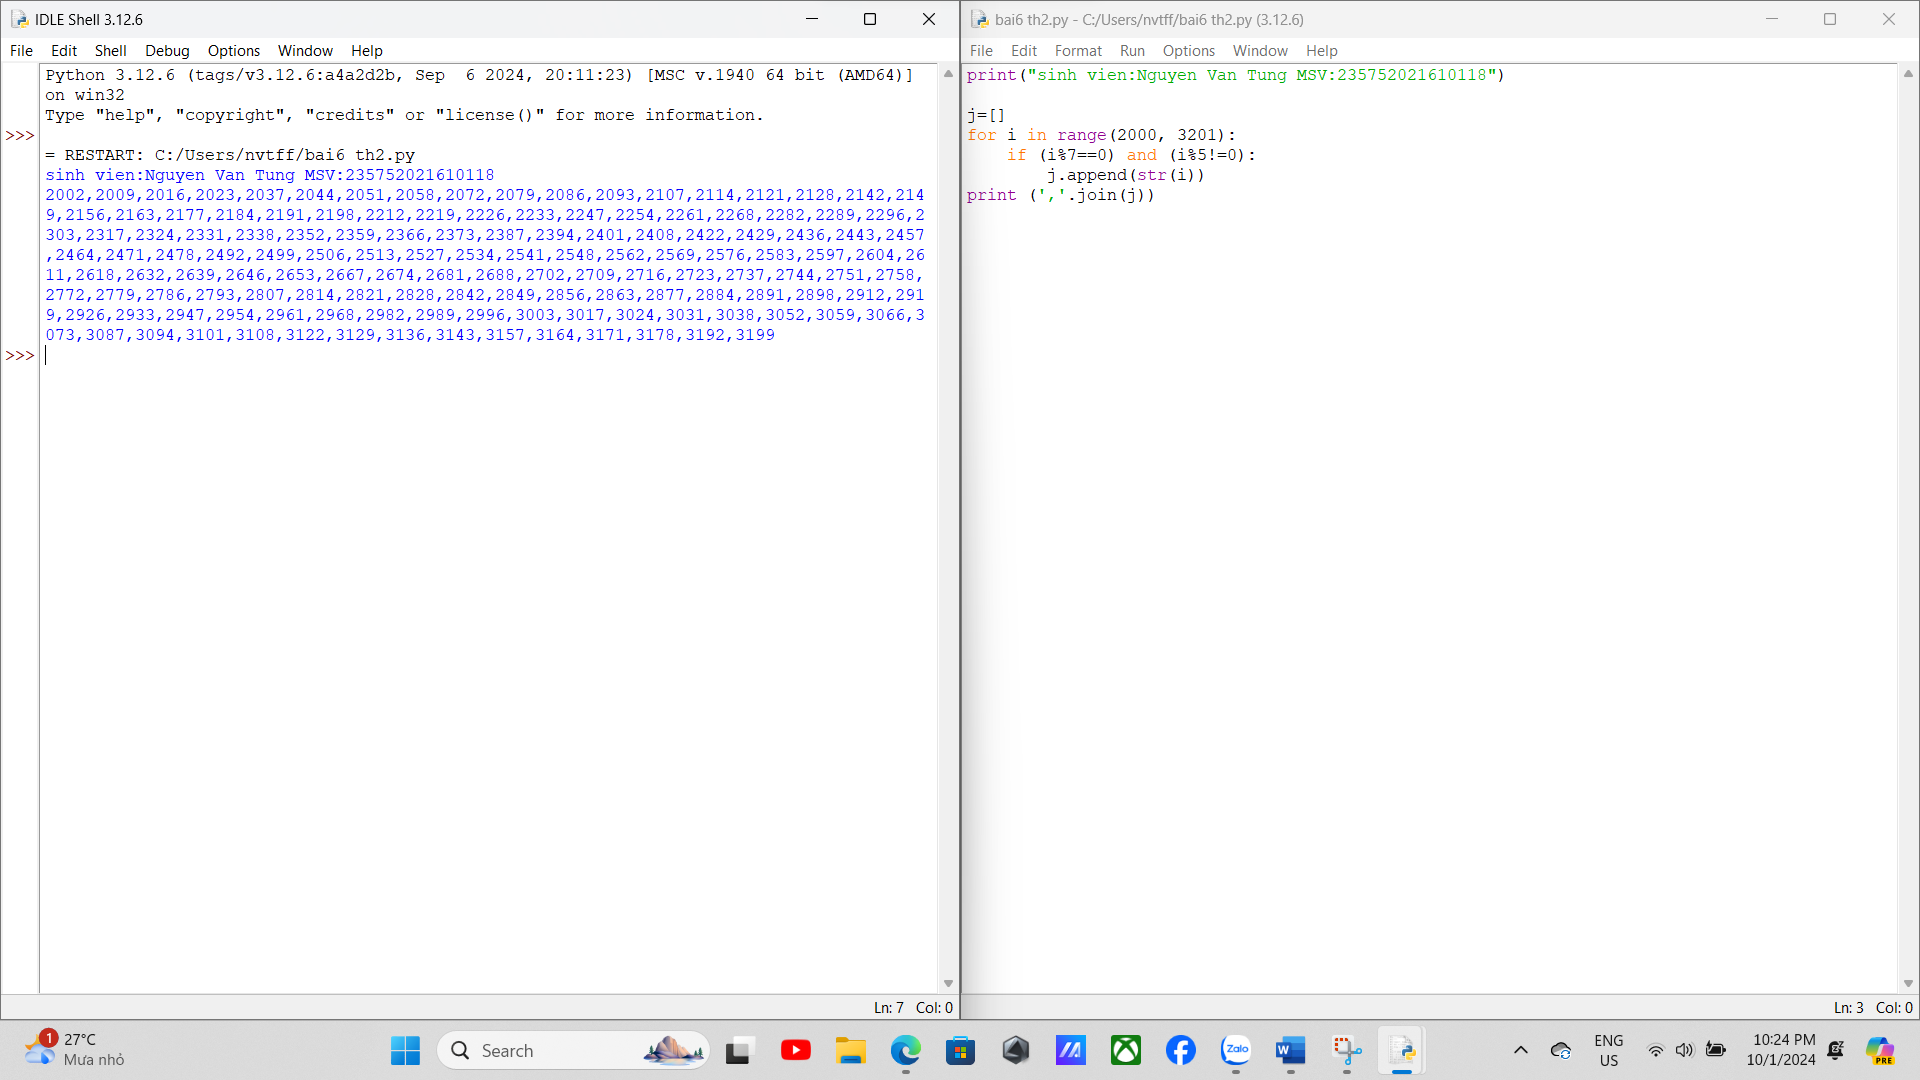 IDLE Shell 3.12.6
File Edit Shell Debug Options Window Help
Python 3.12.6 (tags/v3.12.6:a4a2d2b, Sep  6 2024, 20:11:23) [MSC v.1940 64 bit (AMD64)]
on win32
Type "help", "copyright", "credits" or "license()" for more information.
>>>
= RESTART: C:/Users/nvtff/bai6 th2.py
sinh vien:Nguyen Van Tung MSV:235752021610118
2002,2009,2016,2023,2037,2044,2051,2058,2072,2079,2086,2093,2107,2114,2121,2128,2142,214
9,2156,2163,2177,2184,2191,2198,2212,2219,2226,2233,2247,2254,2261,2268,2282,2289,2296,2
303,2317,2324,2331,2338,2352,2359,2366,2373,2387,2394,2401,2408,2422,2429,2436,2443,2457
,2464,2471,2478,2492,2499,2506,2513,2527,2534,2541,2548,2562,2569,2576,2583,2597,2604,26
11,2618,2632,2639,2646,2653,2667,2674,2681,2688,2702,2709,2716,2723,2737,2744,2751,2758,
2772,2779,2786,2793,2807,2814,2821,2828,2842,2849,2856,2863,2877,2884,2891,2898,2912,291
9,2926,2933,2947,2954,2961,2968,2982,2989,2996,3003,3017,3024,3031,3038,3052,3059,3066,3
073,3087,3094,3101,3108,3122,3129,3136,3143,3157,3164,3171,3178,3192,3199
>>>
Ln: 7 Col: 0
bai6 th2.py - C:/Users/nvtff/bai6 th2.py (3.12.6)
File Edit Format Run Options Window Help
print("sinh vien:Nguyen Van Tung MSV:235752021610118")
j=[]
for i in range(2000, 3201):
    if (i%7==0) and (i%5!=0):
        j.append(str(i))
print (','.join(j))
Ln: 3 Col: 0
1
27°C
Mưa nhỏ
Search
Zalo
W
ENG
US
10:24 PM
10/1/2024
PRE